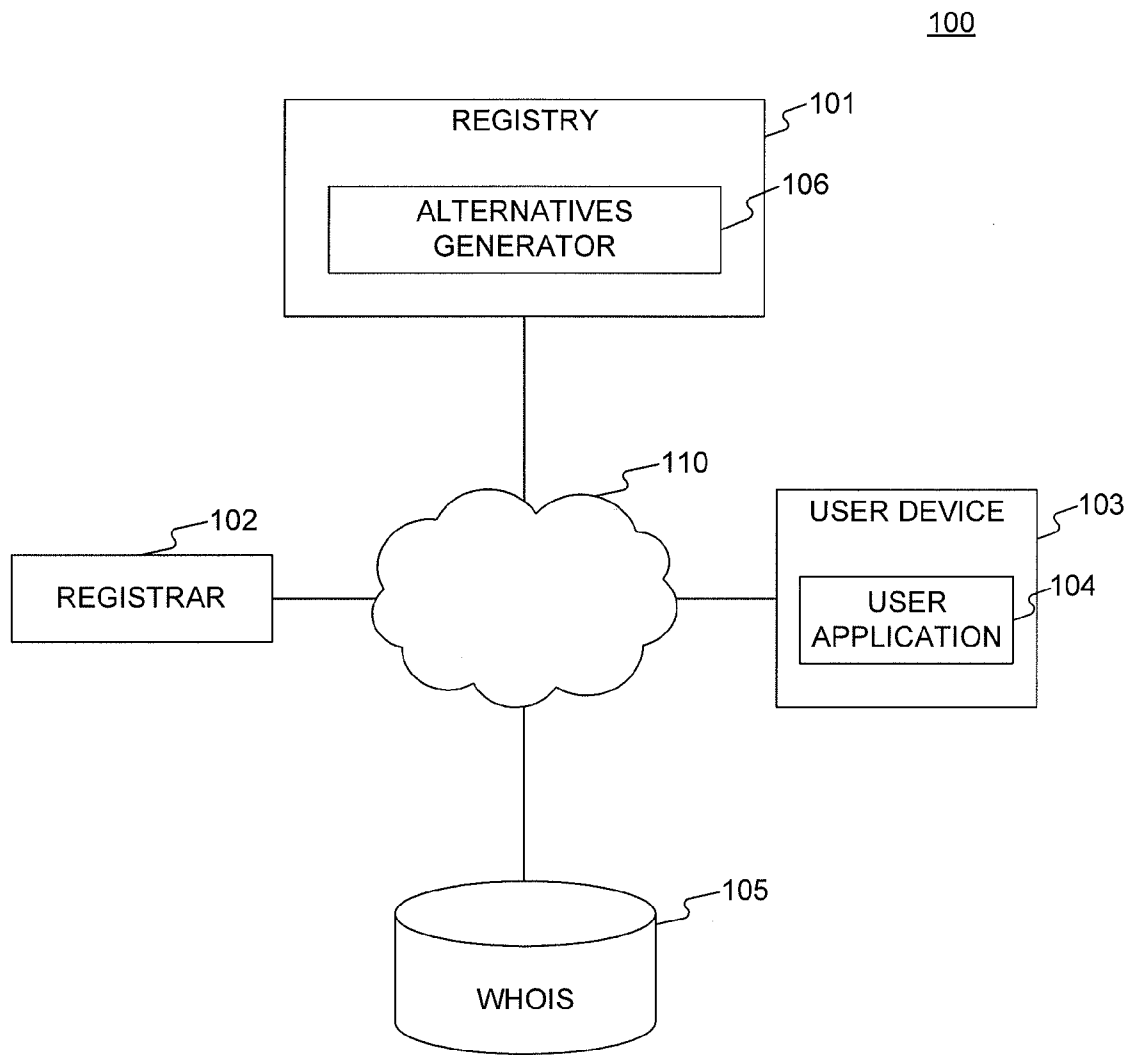 100
REGISTRY
101
ALTERNATIVES
GENERATOR
106
110
102
REGISTRAR
USER DEVICE
103
USER
APPLICATION
104
105
WHOIS